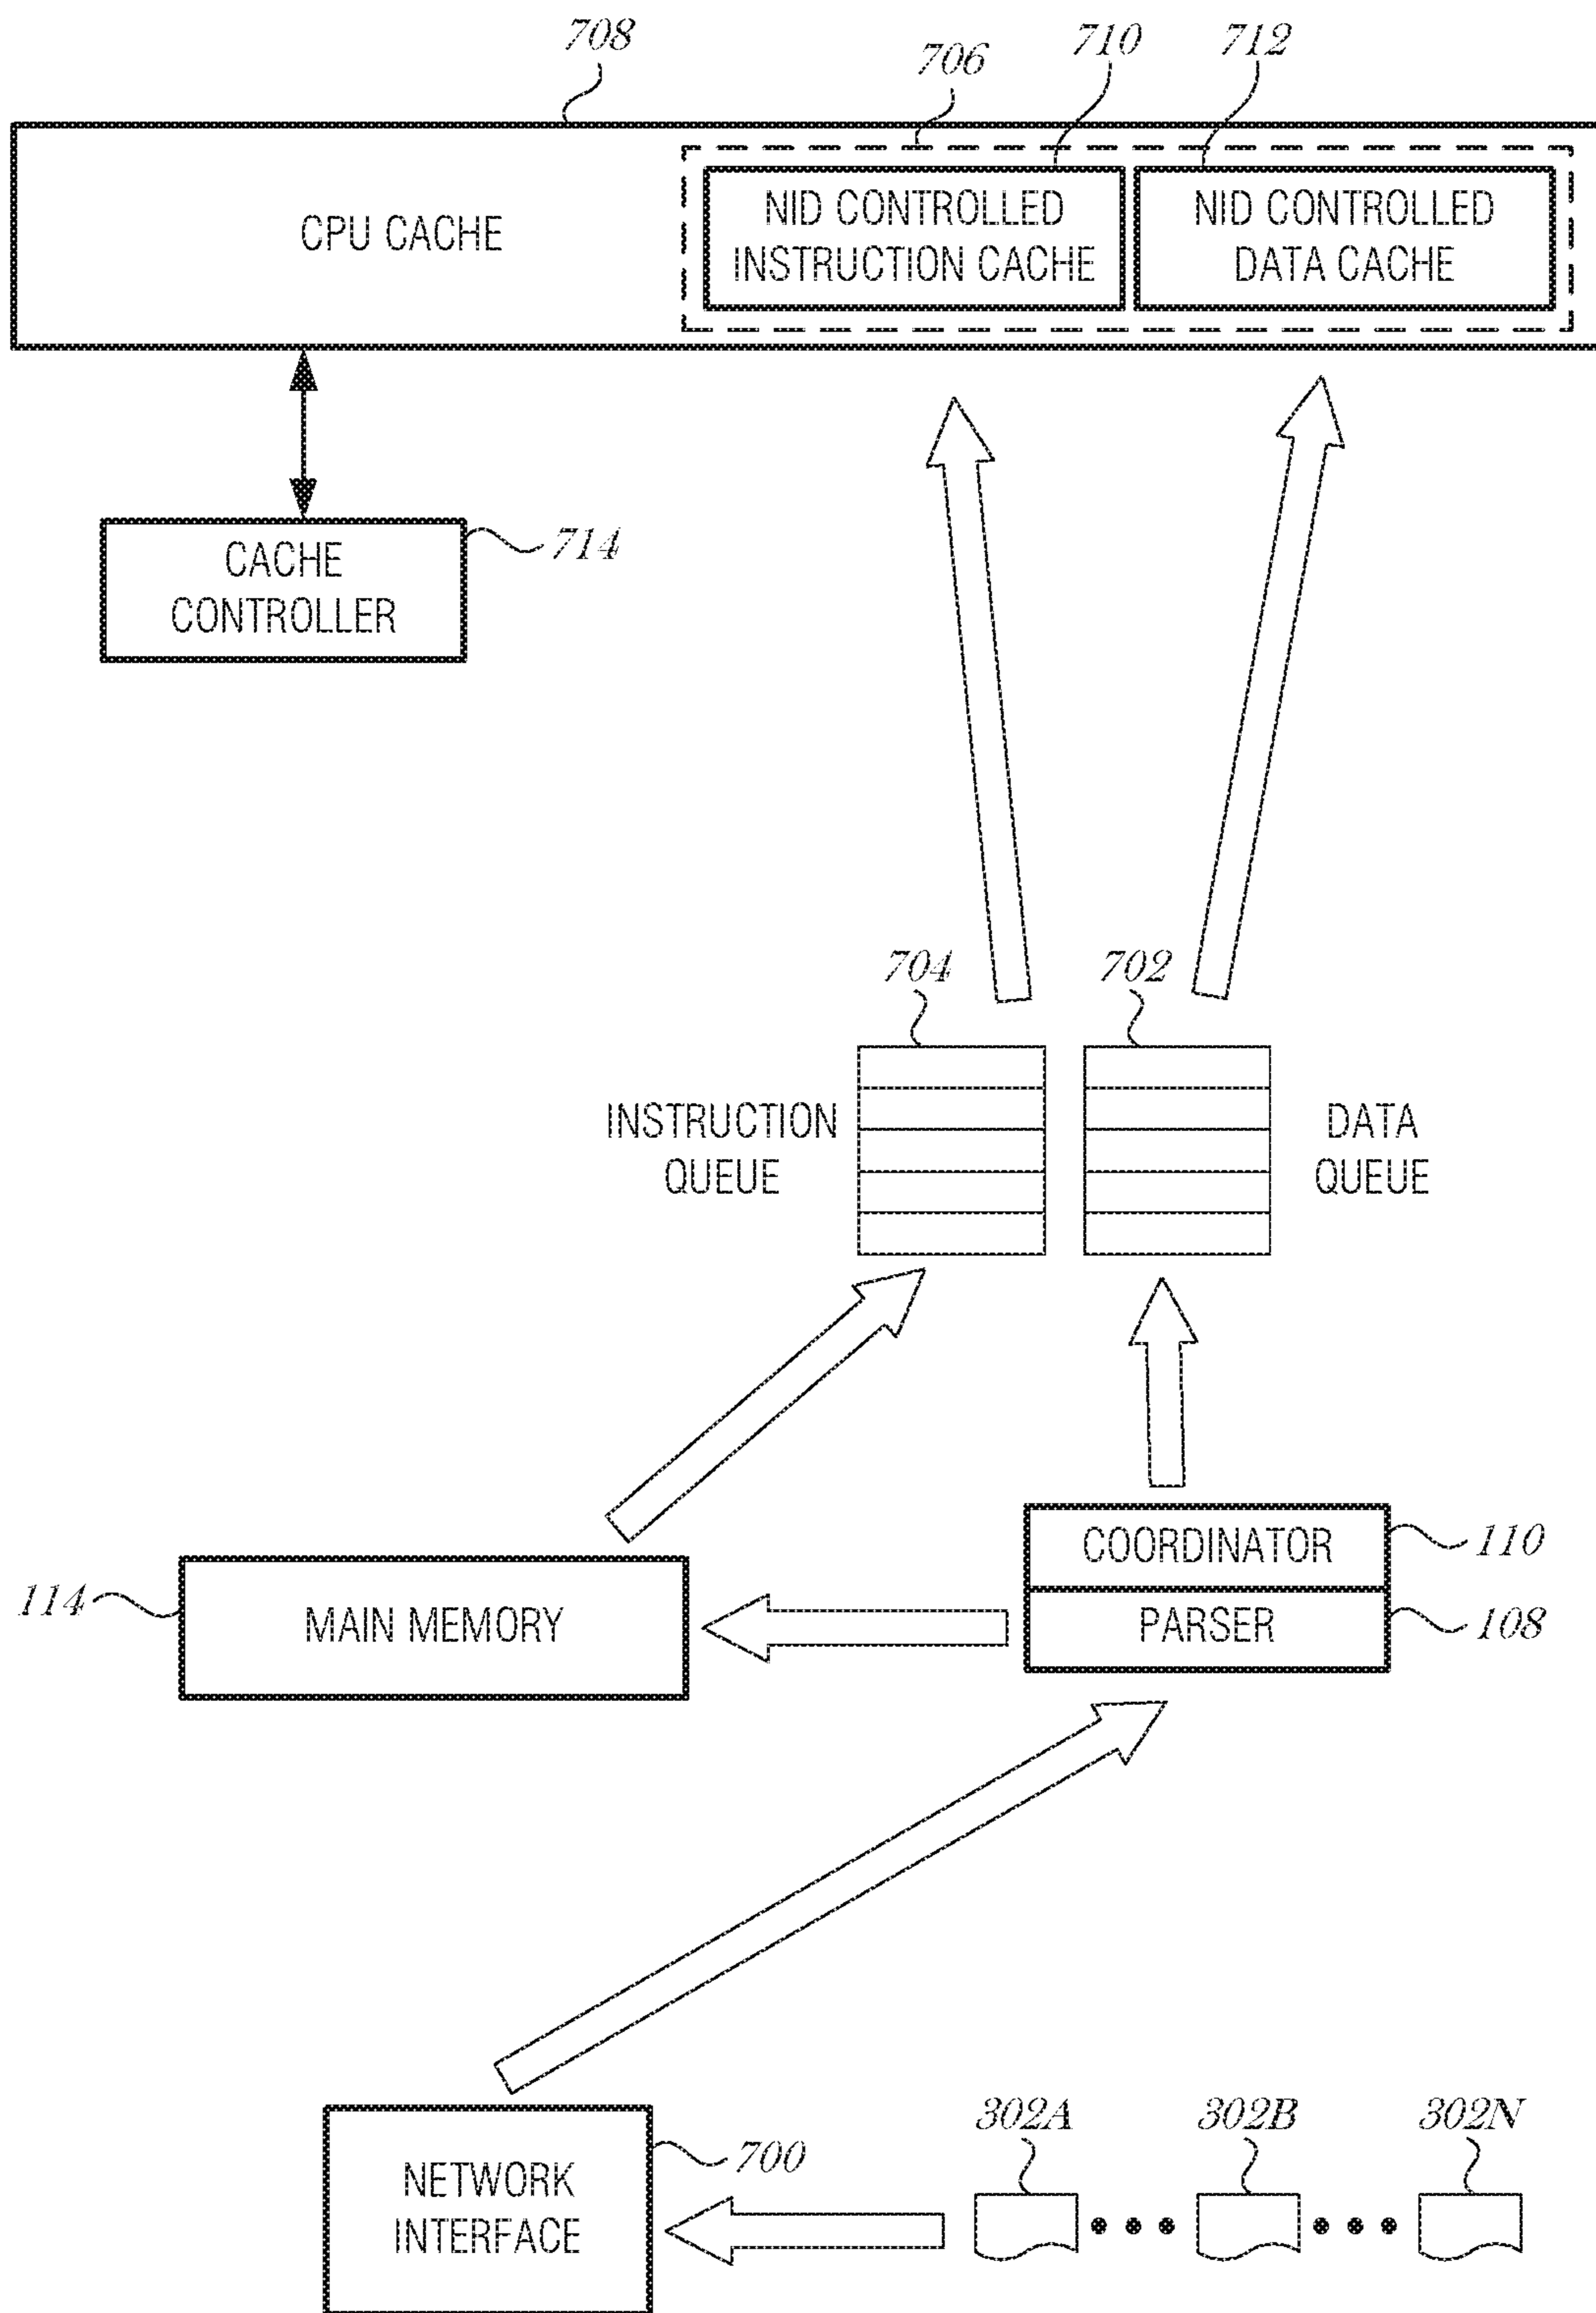 708
706
710
712
CPU CACHE
NID CONTROLLED
INSTRUCTION CACHE
NID CONTROLLED
DATA CACHE
CACHE
CONTROLLER
714
704
702
INSTRUCTION
QUEUE
DATA
QUEUE
COORDINATOR
110
114
MAIN MEMORY
PARSER
108
302A
302B
302N
NETWORK
INTERFACE
700